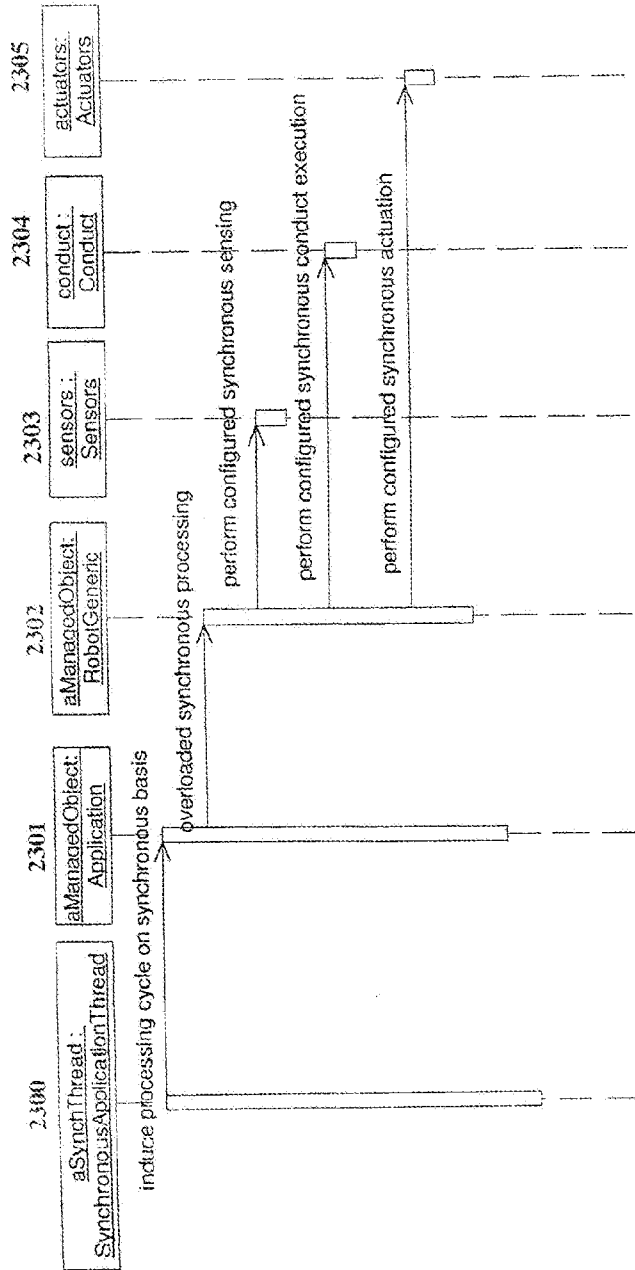 2300
aSynchThread :
SynchronousApplicationThread
2301
aManagedObject:
Application
2302
aManagedObject:
RobotGeneric
2303
sensors :
Sensors
2304
conduct :
Conduct
2305
actuators:
Actuators
induce processing cycle on synchronous basis
overloaded synchronous processing
perform configured synchronous sensing
perform configured synchronous conduct execution
perform configured synchronous actuation